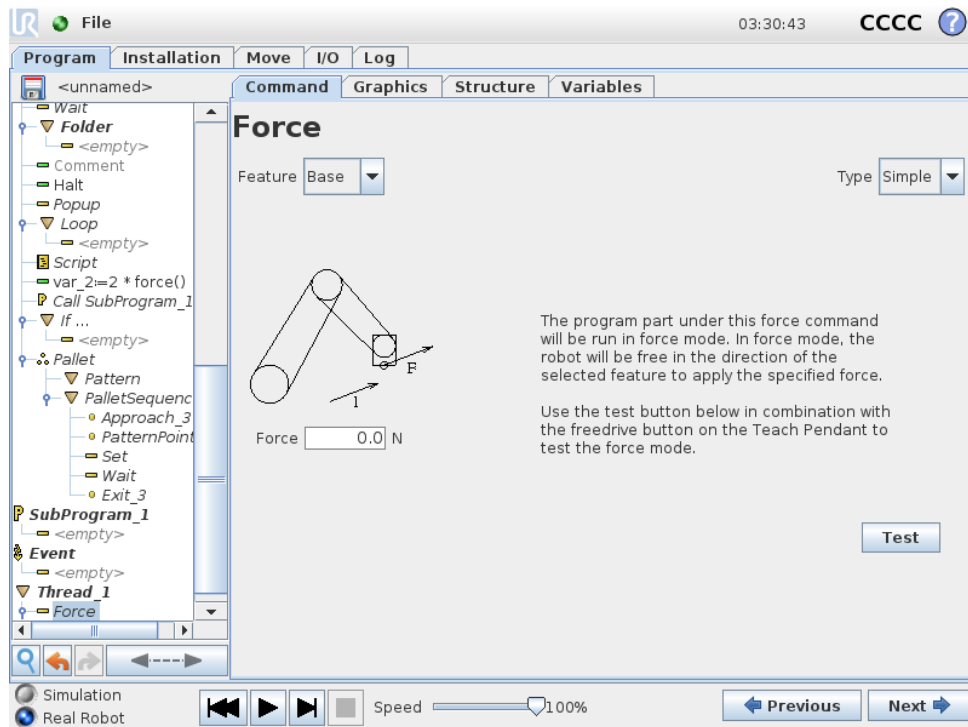 UR File 03:30:43 CCCC ?
Program Installation Move I/O Log
<unnamed>
Command Graphics Structure Variables
Wait
Folder
<empty>
Comment
Halt
Popup
Loop
<empty>
Script
var_2:=2 * force()
Call SubProgram_1
If ...
<empty>
Pallet
Pattern
PalletSequenc
Approach_3
PatternPoint
Set
Wait
Exit_3
SubProgram_1
<empty>
Event
<empty>
Thread_1
Force
Force
Feature Base Type Simple
F
1
Force 0.0 N
The program part under this force command
will be run in force mode. In force mode, the
robot will be free in the direction of the
selected feature to apply the specified force.
Use the test button below in combination with
the freedrive button on the Teach Pendant to
test the force mode.
Test
Simulation
Real Robot
Speed 100%
Previous Next